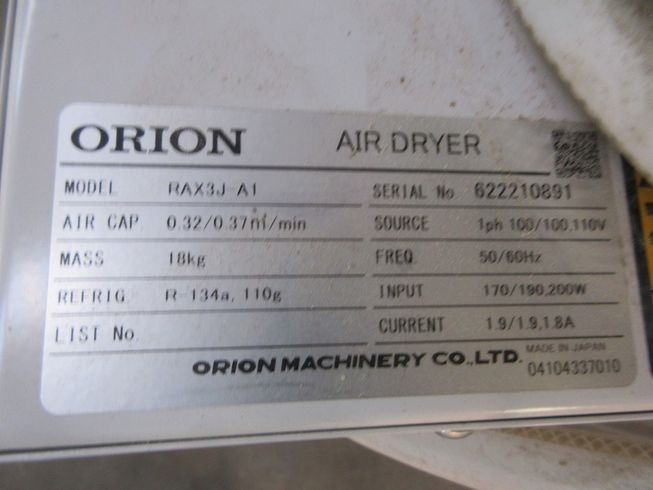 ORION AIR DRYER
MODEL RAX3J-A1 SERIAL No. 622210891
AIR CAP 0.32/0.37m³/min SOURCE 1ph 100/100,110V
MASS 18kg FREQ. 50/60Hz
REFRIG. R-134a, 110g INPUT 170/190,200W
LIST No. CURRENT 1.9/1.9,1.8A
ORION MACHINERY CO.,LTD. MADE IN JAPAN
04104337010